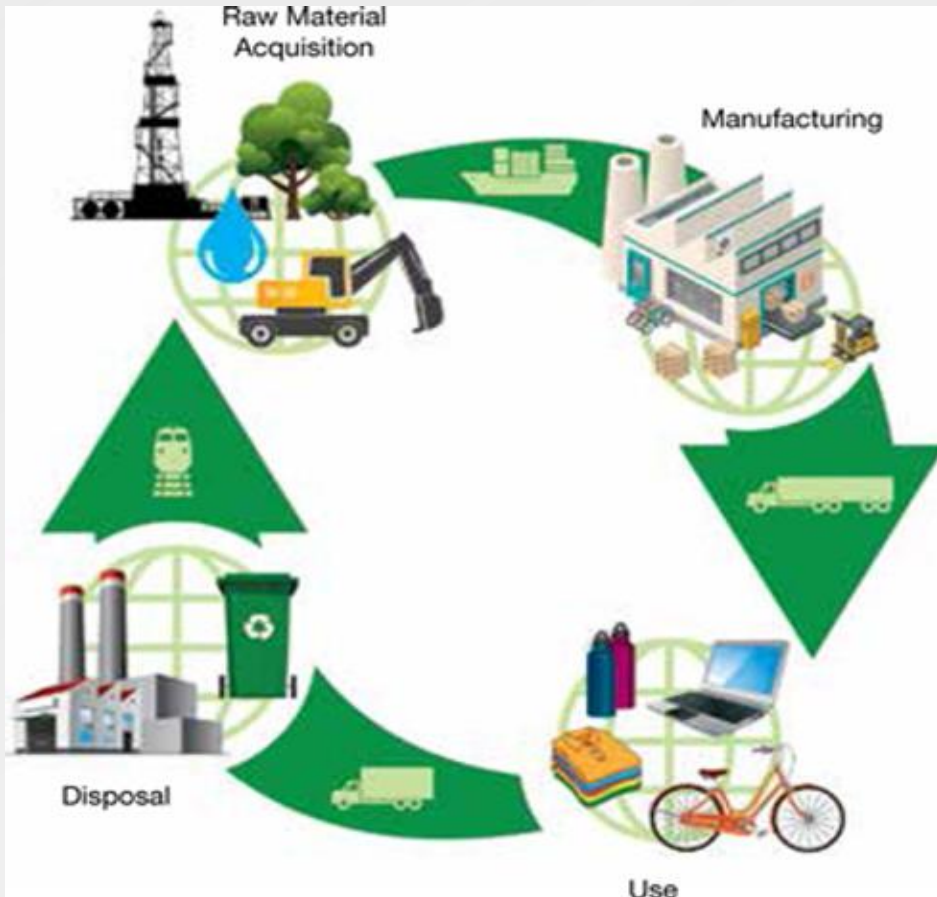 Raw Material
Acquisition
Manufacturing
Disposal
Use